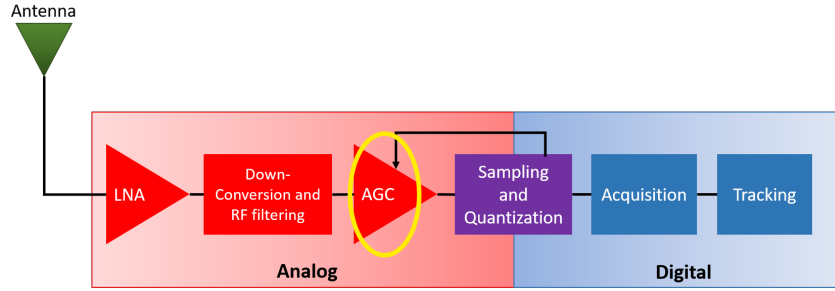 Antenna
LNA
Down-
Conversion and
RF filtering
AGC
Sampling
and
Quantization
Acquisition
Tracking
Analog
Digital